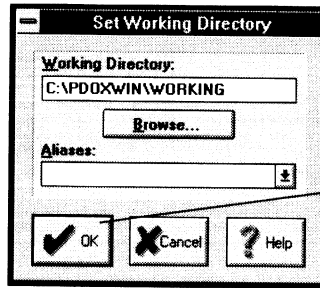 Set Working Directory
Working Directory:
C:\PDOXWIN\WORKING
Browse...
Aliases:
OK
Cancel
Help